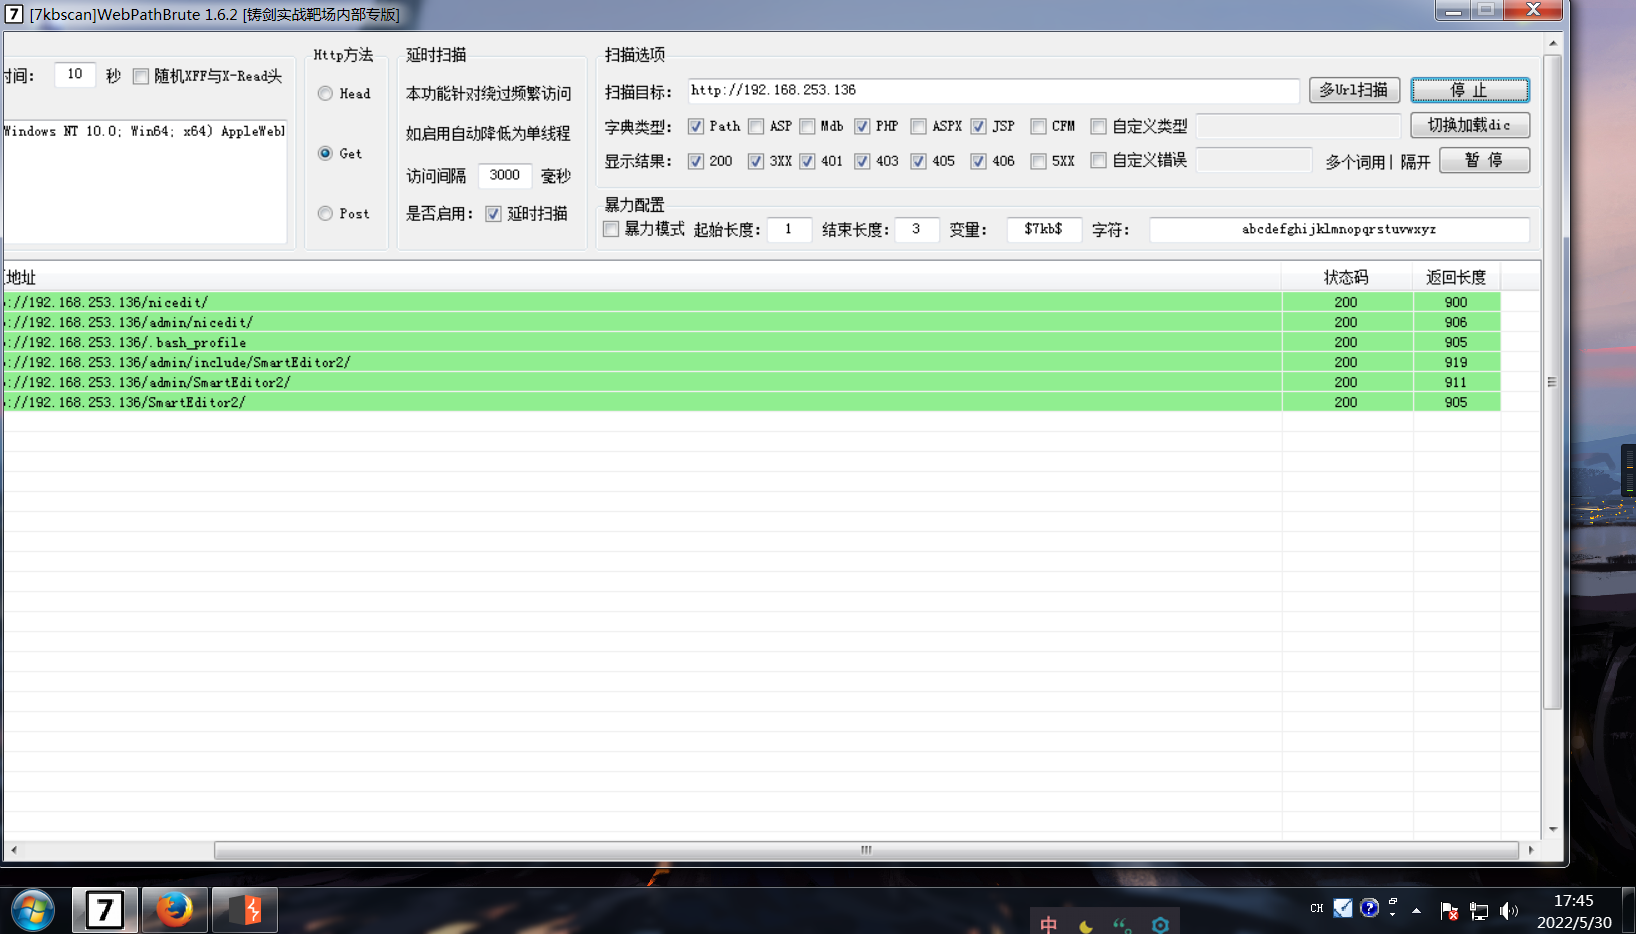 7 [7kbscan]WebPathBrute 1.6.2 [铸剑实战靶场内部专版]
时间： 10 秒 随机XFF与X-Read头
Windows NT 10.0; Win64; x64) AppleWebK
Http方法
Head
Get
Post
延时扫描
本功能针对绕过频繁访问
如启用自动降低为单线程
访问间隔 3000 毫秒
是否启用： 延时扫描
扫描选项
扫描目标： http://192.168.253.136 多Url扫描 停 止
字典类型： Path ASP Mdb PHP ASPX JSP CFM 自定义类型 切换加载dic
显示结果： 200 3XX 401 403 405 406 5XX 自定义错误 多个词用| 隔开 暂 停
暴力配置
暴力模式 起始长度： 1 结束长度： 3 变量： $7kb$ 字符： abcdefghijklmnopqrstuvwxyz
地址 状态码 返回长度
://192.168.253.136/nicedit/ 200 900
://192.168.253.136/admin/nicedit/ 200 906
://192.168.253.136/.bash_profile 200 905
://192.168.253.136/admin/include/SmartEditor2/ 200 919
://192.168.253.136/admin/SmartEditor2/ 200 911
://192.168.253.136/SmartEditor2/ 200 905
7
中
CH
17:45
2022/5/30